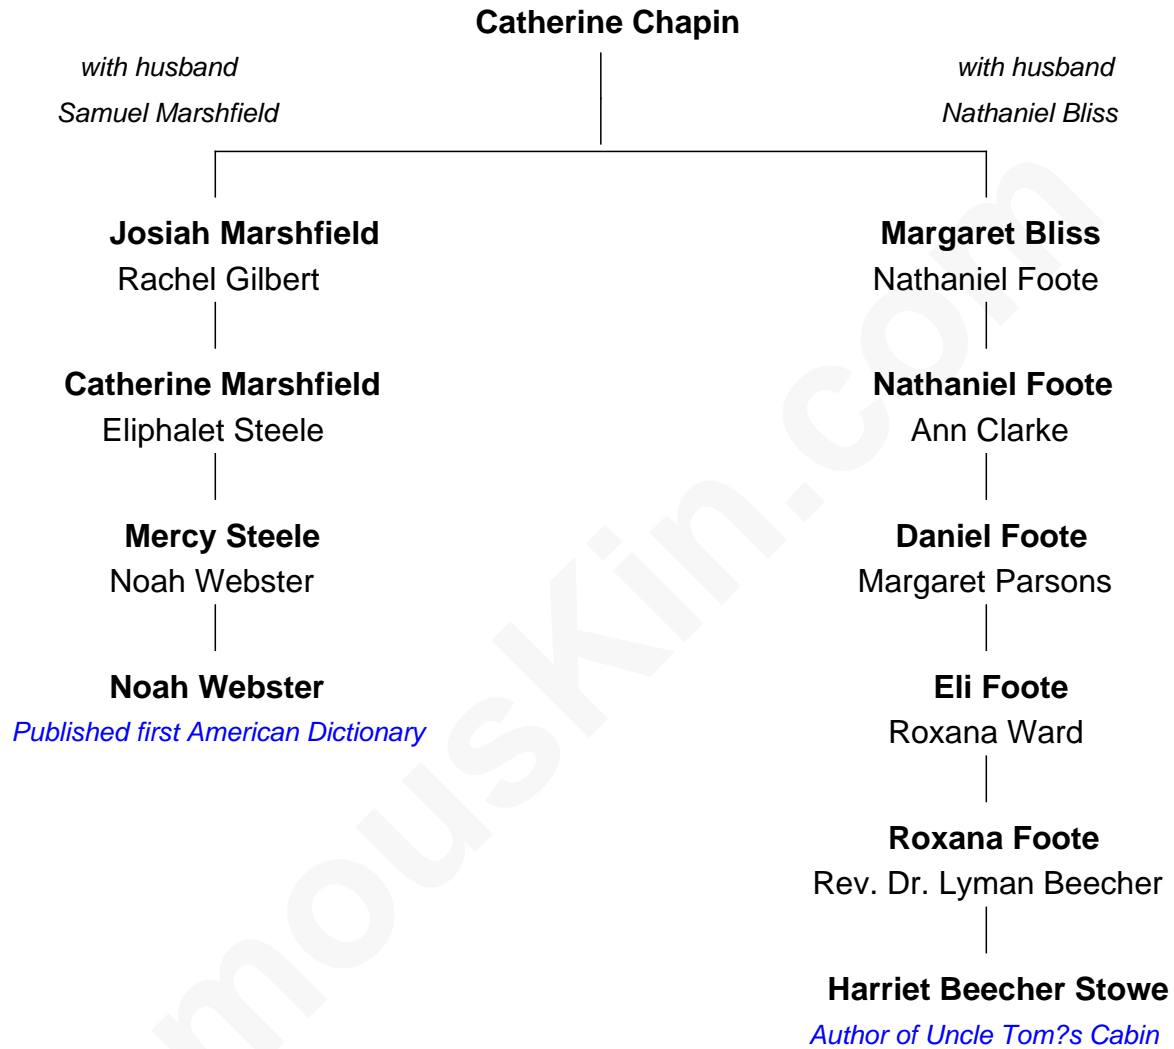 Catherine Chapin
with husband
Samuel Marshfield
with husband
Nathaniel Bliss
Josiah Marshfield
Rachel Gilbert
Catherine Marshfield
Eliphalet Steele
Mercy Steele
Noah Webster
Noah Webster
Published first American Dictionary
Margaret Bliss
Nathaniel Foote
Nathaniel Foote
Ann Clarke
Daniel Foote
Margaret Parsons
Eli Foote
Roxana Ward
Roxana Foote
Rev. Dr. Lyman Beecher
Harriet Beecher Stowe
Author of Uncle Tom?s Cabin
mouskin.com